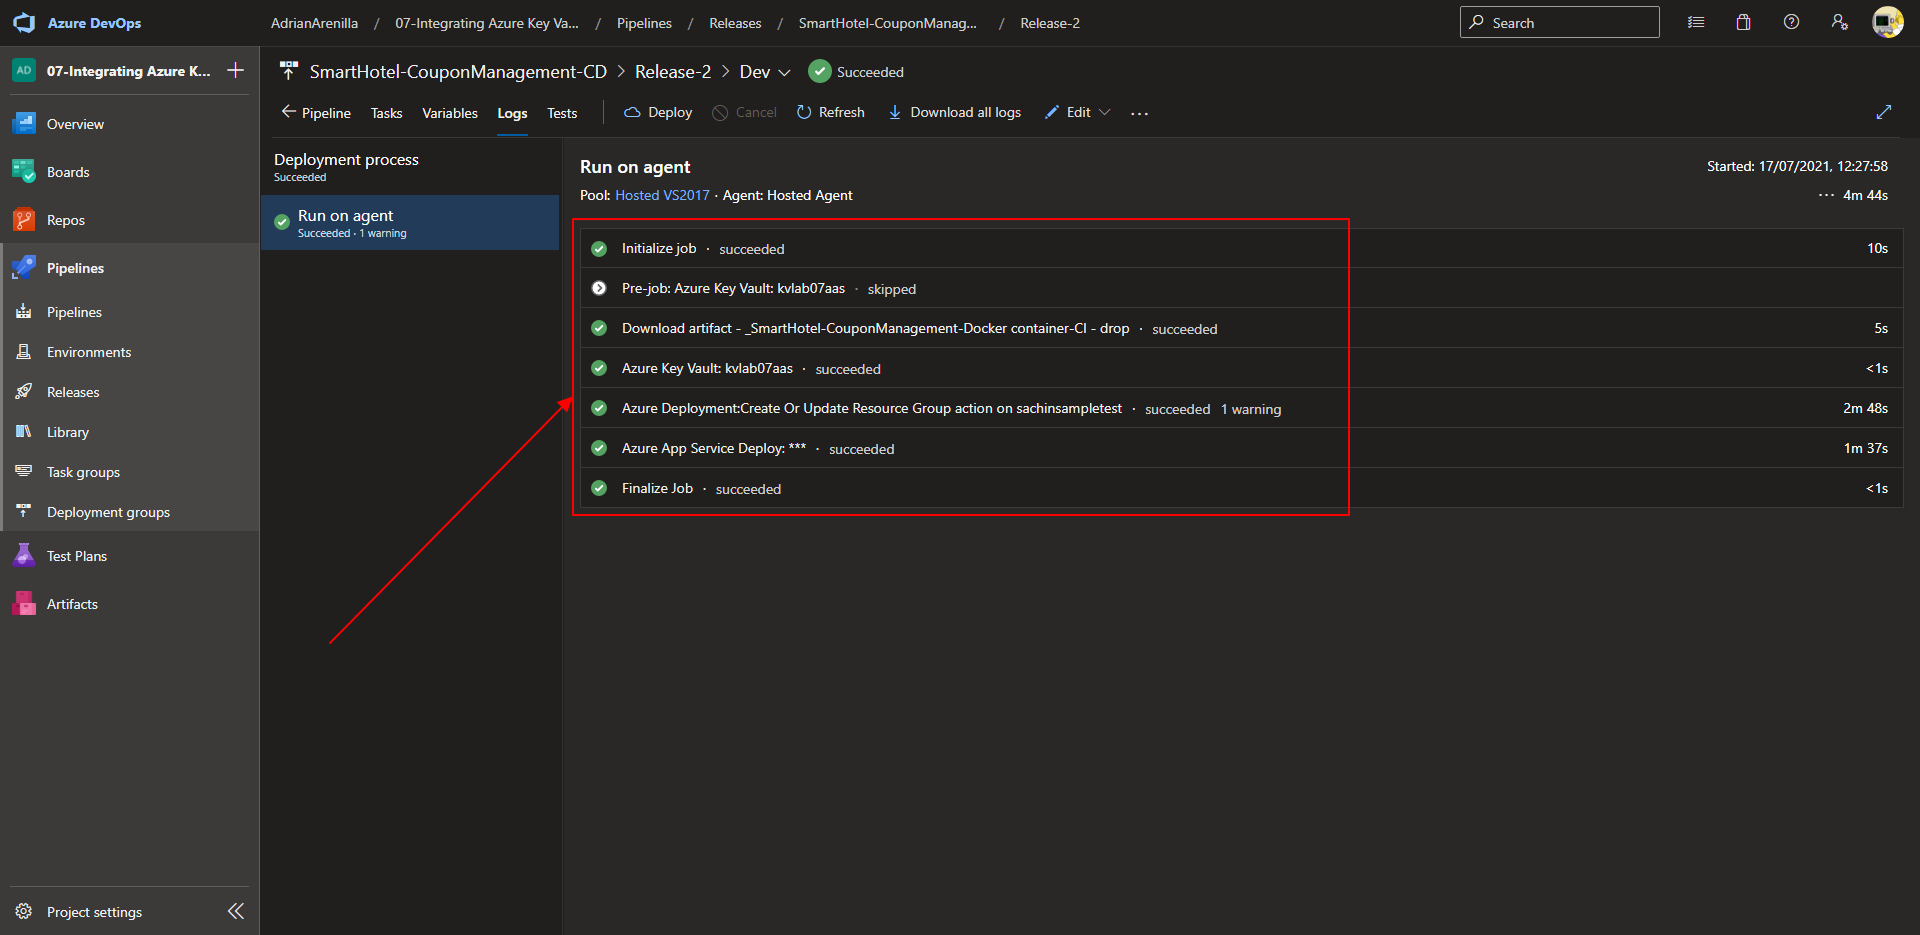 Azure DevOps
AdrianArenilla / 07-Integrating Azure Key Va... / Pipelines / Releases / SmartHotel-CouponManag... / Release-2
Search
AD 07-Integrating Azure K...
Overview
Boards
Repos
Pipelines
Pipelines
Environments
Releases
Library
Task groups
Deployment groups
Test Plans
Artifacts
Project settings
SmartHotel-CouponManagement-CD > Release-2 > Dev Succeeded
Pipeline Tasks Variables Logs Tests Deploy Cancel Refresh Download all logs Edit ...
Deployment process
Succeeded
Run on agent
Succeeded · 1 warning
Run on agent
Started: 17/07/2021, 12:27:58
Pool: Hosted VS2017 · Agent: Hosted Agent
... 4m 44s
Initialize job · succeeded 10s
Pre-job: Azure Key Vault: kvlab07aas · skipped
Download artifact - _SmartHotel-CouponManagement-Docker container-CI - drop · succeeded 5s
Azure Key Vault: kvlab07aas · succeeded <1s
Azure Deployment:Create Or Update Resource Group action on sachinsampletest · succeeded 1 warning 2m 48s
Azure App Service Deploy: *** · succeeded 1m 37s
Finalize Job · succeeded <1s